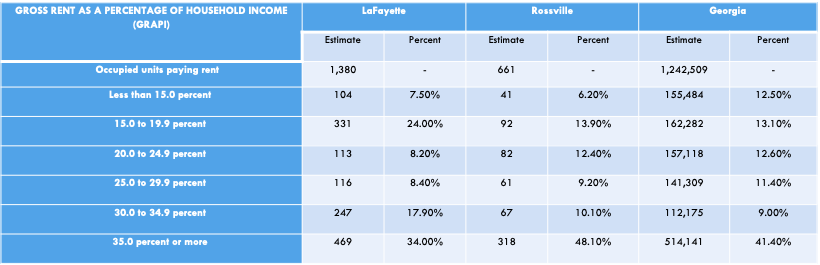 GROSS RENT AS A PERCENTAGE OF HOUSEHOLD INCOME (GRAPI) LaFayette Rossville Georgia
Estimate Percent Estimate Percent Estimate Percent
Occupied units paying rent 1,380 - 661 - 1,242,509 -
Less than 15.0 percent 104 7.50% 41 6.20% 155,484 12.50%
15.0 to 19.9 percent 331 24.00% 92 13.90% 162,282 13.10%
20.0 to 24.9 percent 113 8.20% 82 12.40% 157,118 12.60%
25.0 to 29.9 percent 116 8.40% 61 9.20% 141,309 11.40%
30.0 to 34.9 percent 247 17.90% 67 10.10% 112,175 9.00%
35.0 percent or more 469 34.00% 318 48.10% 514,141 41.40%